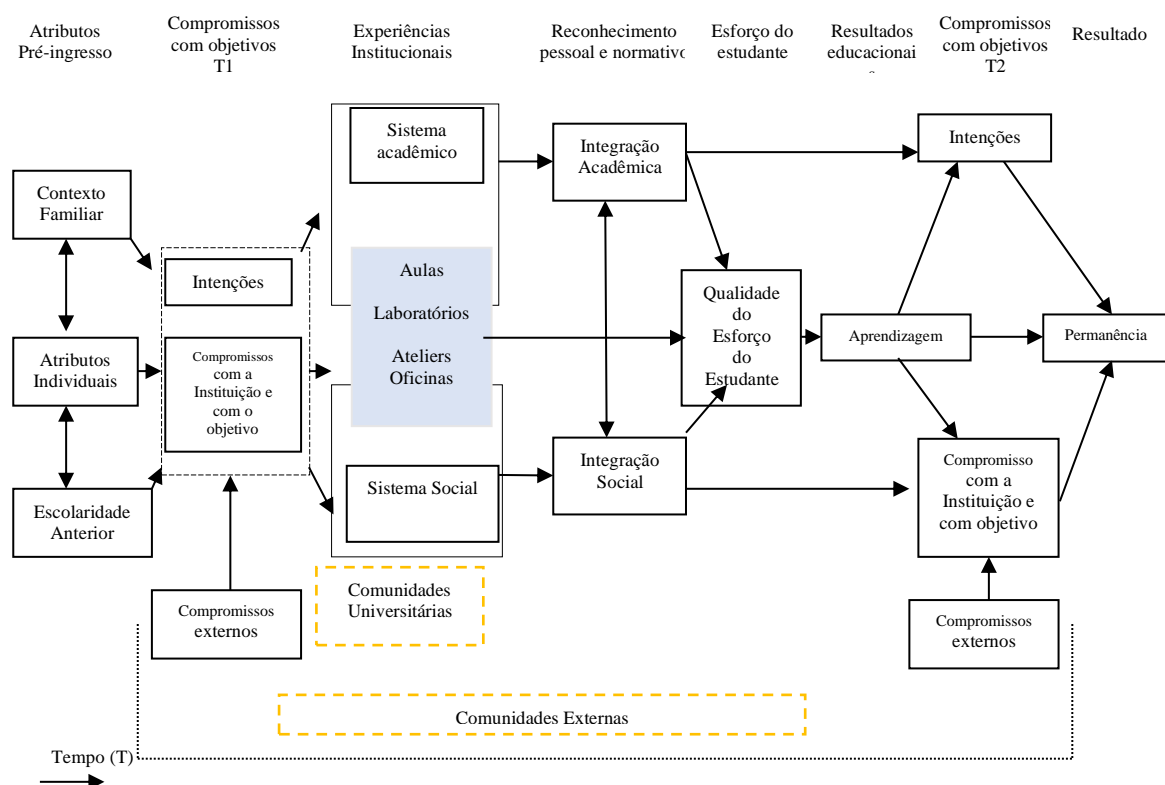 Atributos
Pré-ingresso
Compromissos
com objetivos
T1
Experiências
Institucionais
Reconhecimento
pessoal e normativo
Esforço do
estudante
Resultados
educacionai
Compromissos
com objetivos
T2
Resultado
Contexto
Familiar
Atributos
Individuais
Escolaridade
Anterior
Intenções
Compromissos
com a
Instituição e
com o
objetivo
Compromissos
externos
Sistema
acadêmico
Aulas
Laboratórios
Ateliers
Oficinas
Sistema Social
Comunidades
Universitárias
Integração
Acadêmica
Integração
Social
Qualidade
do
Esforço
do
Estudante
Aprendizagem
Intenções
Compromisso
com a
Instituição e
com objetivo
Compromissos
externos
Permanência
Comunidades Externas
Tempo (T)